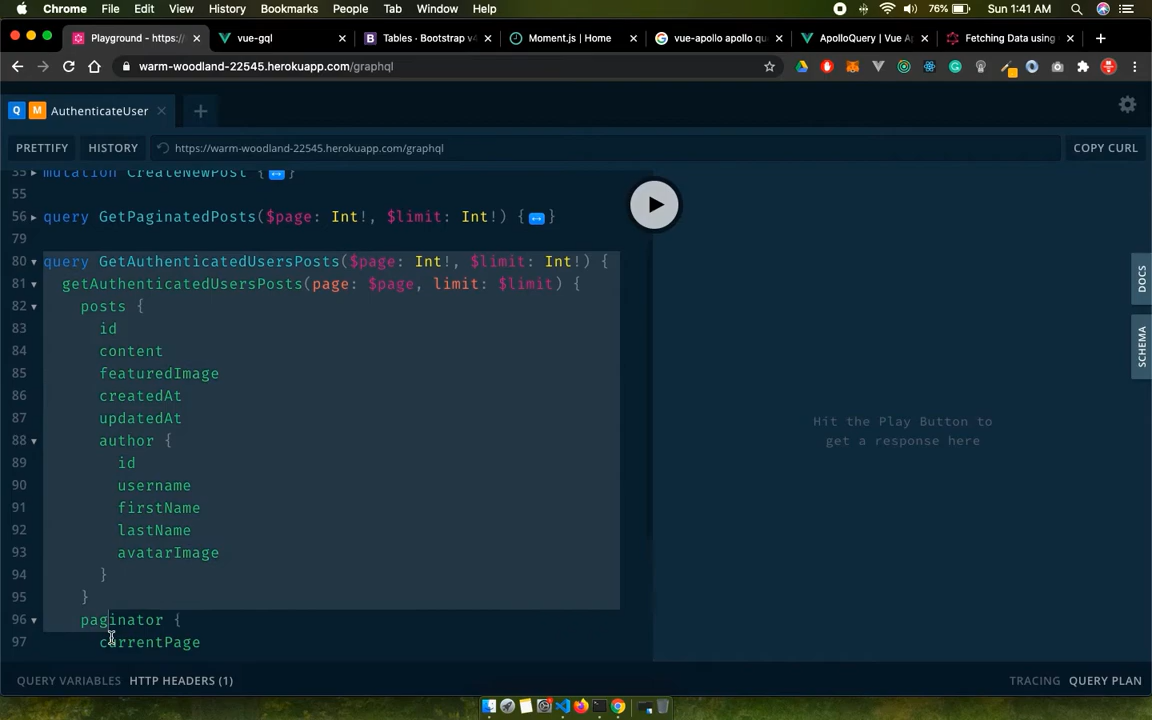 Chrome File Edit View History Bookmarks People Tab Window Help 76% Sun 1:41 AM
Playground - https:/ vue-gql Tables · Bootstrap v4 Moment.js | Home vue-apollo apollo qu ApolloQuery | Vue A Fetching Data using
warm-woodland-22545.herokuapp.com/graphql
Q M AuthenticateUser
PRETTIFY HISTORY https://warm-woodland-22545.herokuapp.com/graphql COPY CURL
35 mutation CreateNewPost { }
55
56 query GetPaginatedPosts($page: Int!, $limit: Int!) { }
79
80 query GetAuthenticatedUsersPosts($page: Int!, $limit: Int!) {
81 getAuthenticatedUsersPosts(page: $page, limit: $limit) {
82 posts {
83 id
84 content
85 featuredImage
86 createdAt
87 updatedAt
88 author {
89 id
90 username
91 firstName
92 lastName
93 avatarImage
94 }
95 }
96 paginator {
97 currentPage
Hit the Play Button to
get a response here
DOCS
SCHEMA
QUERY VARIABLES HTTP HEADERS (1) TRACING QUERY PLAN